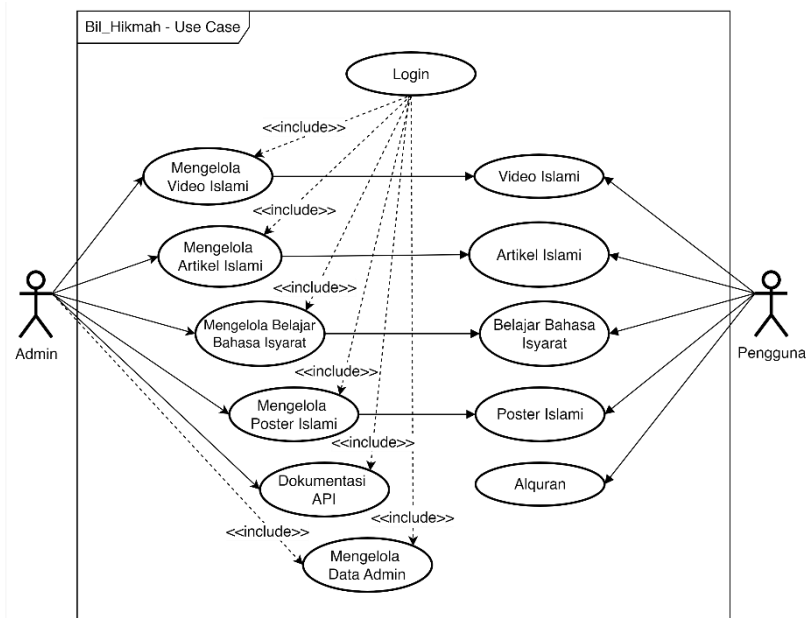 Bil_Hikmah - Use Case
Login
<<include>>
Mengelola
Video Islami
Video Islami
<<include>>
Mengelola
Artikel Islami
Artikel Islami
<<include>>
Admin
Mengelola Belajar
Bahasa Isyarat
Belajar Bahasa
Isyarat
Pengguna
<<include>>
Mengelola
Poster Islami
Poster Islami
<<include>>
Dokumentasi
API
Alquran
<<include>>
<<include>>
Mengelola
Data Admin